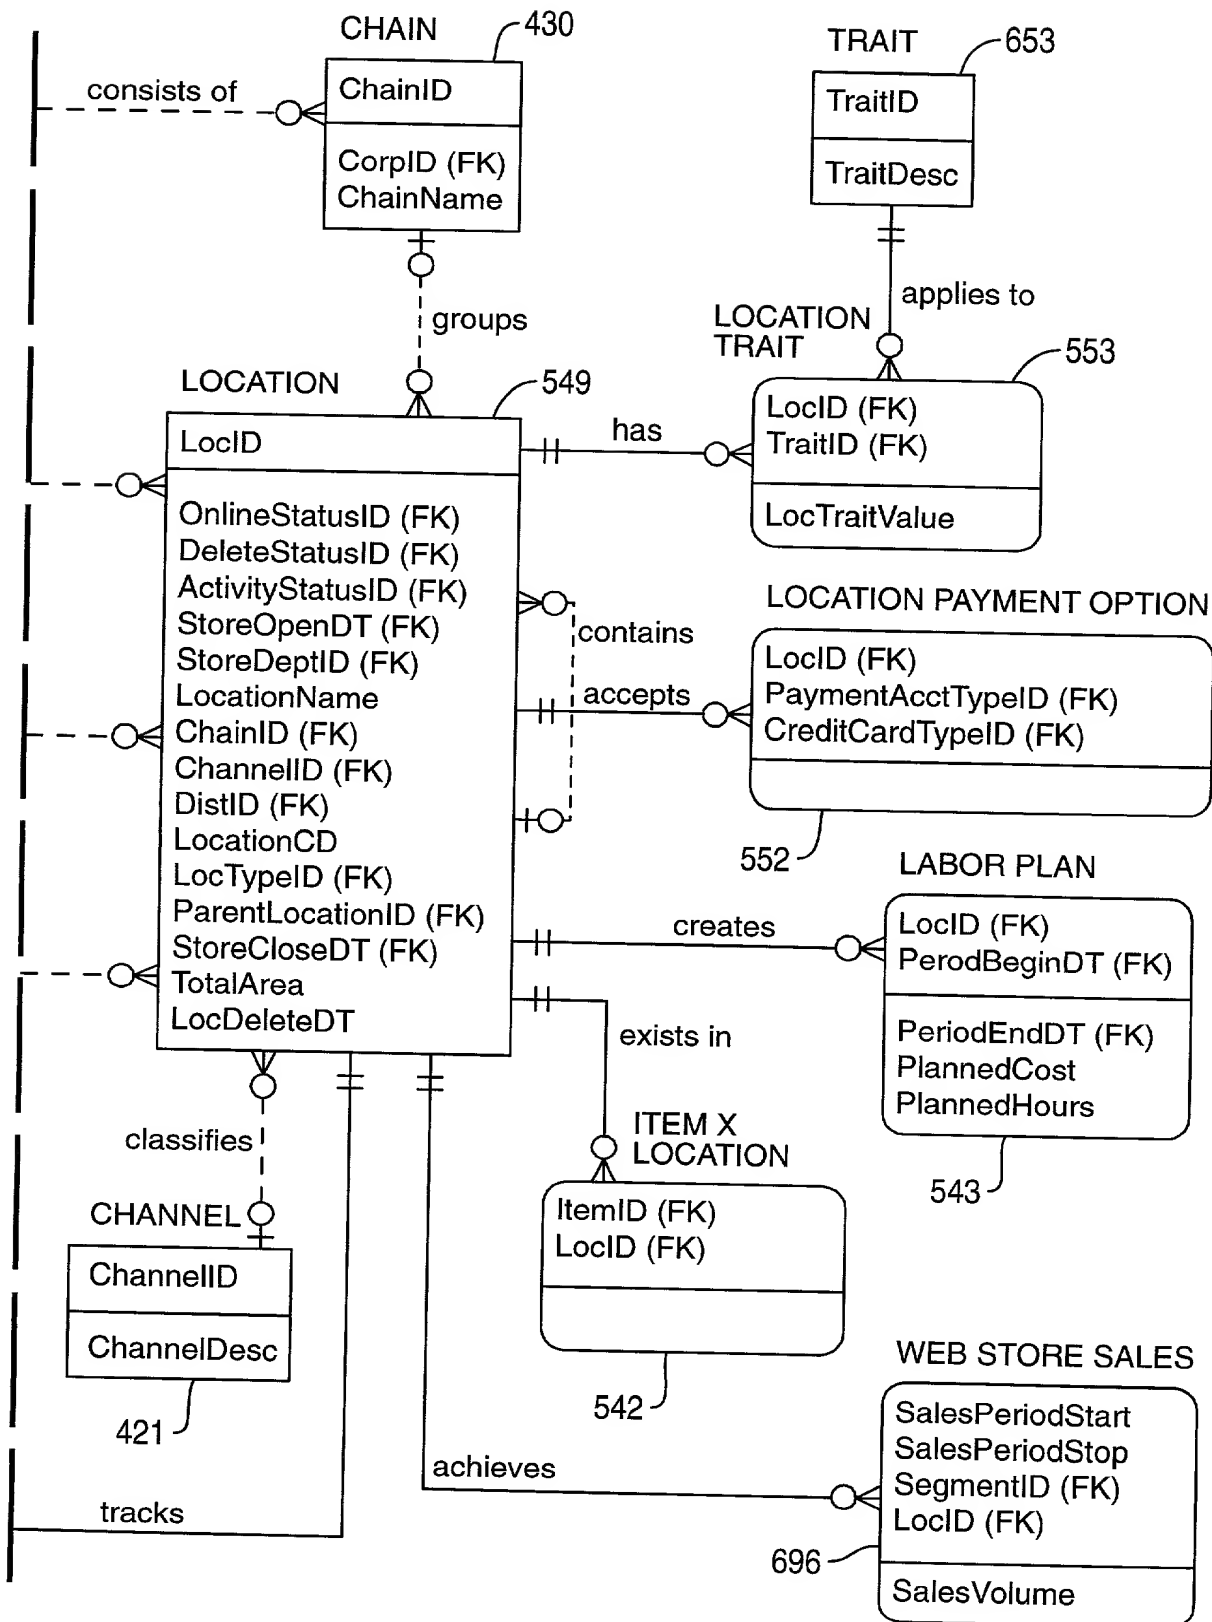 CHAIN
430
consists of
ChainID
CorpID (FK)
ChainName
groups
TRAIT
653
TraitID
TraitDesc
applies to
LOCATION
TRAIT
553
LocID (FK)
TraitID (FK)
LocTraitValue
LOCATION
549
LocID
has
OnlineStatusID (FK)
DeleteStatusID (FK)
ActivityStatusID (FK)
StoreOpenDT (FK)
StoreDeptID (FK)
LocationName
ChainID (FK)
ChannelID (FK)
DistID (FK)
LocationCD
LocTypeID (FK)
ParentLocationID (FK)
StoreCloseDT (FK)
TotalArea
LocDeleteDT
contains
accepts
LOCATION PAYMENT OPTION
LocID (FK)
PaymentAcctTypeID (FK)
CreditCardTypeID (FK)
552
creates
LABOR PLAN
LocID (FK)
PerodBeginDT (FK)
PeriodEndDT (FK)
PlannedCost
PlannedHours
543
exists in
ITEM X
LOCATION
ItemID (FK)
LocID (FK)
542
classifies
CHANNEL
ChannelID
ChannelDesc
421
tracks
achieves
WEB STORE SALES
SalesPeriodStart
SalesPeriodStop
SegmentID (FK)
LocID (FK)
696
SalesVolume